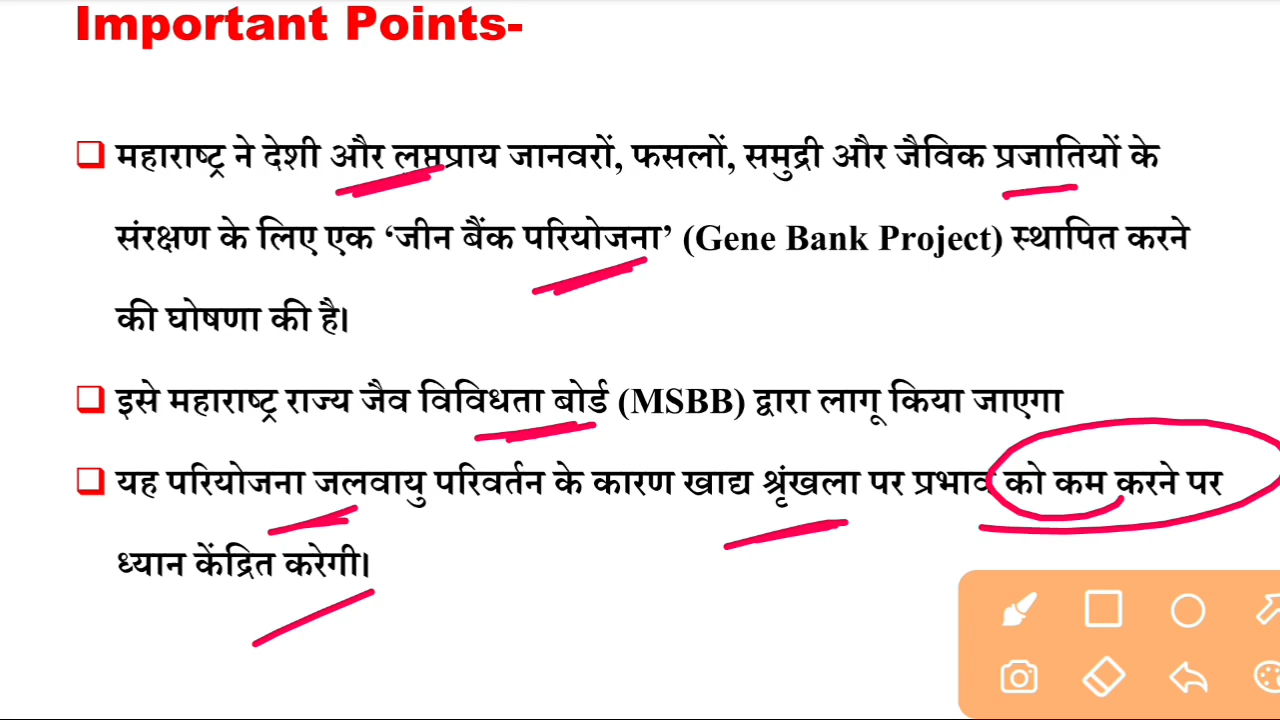 Important Points-
❑ महाराष्ट्र ने देशी और लुप्तप्राय जानवरों, फसलों, समुद्री और जैविक प्रजातियों के
संरक्षण के लिए एक ‘जीन बैंक परियोजना’ (Gene Bank Project) स्थापित करने
की घोषणा की है।
❑ इसे महाराष्ट्र राज्य जैव विविधता बोर्ड (MSBB) द्वारा लागू किया जाएगा
❑ यह परियोजना जलवायु परिवर्तन के कारण खाद्य श्रृंखला पर प्रभाव को कम करने पर
ध्यान केंद्रित करेगी।